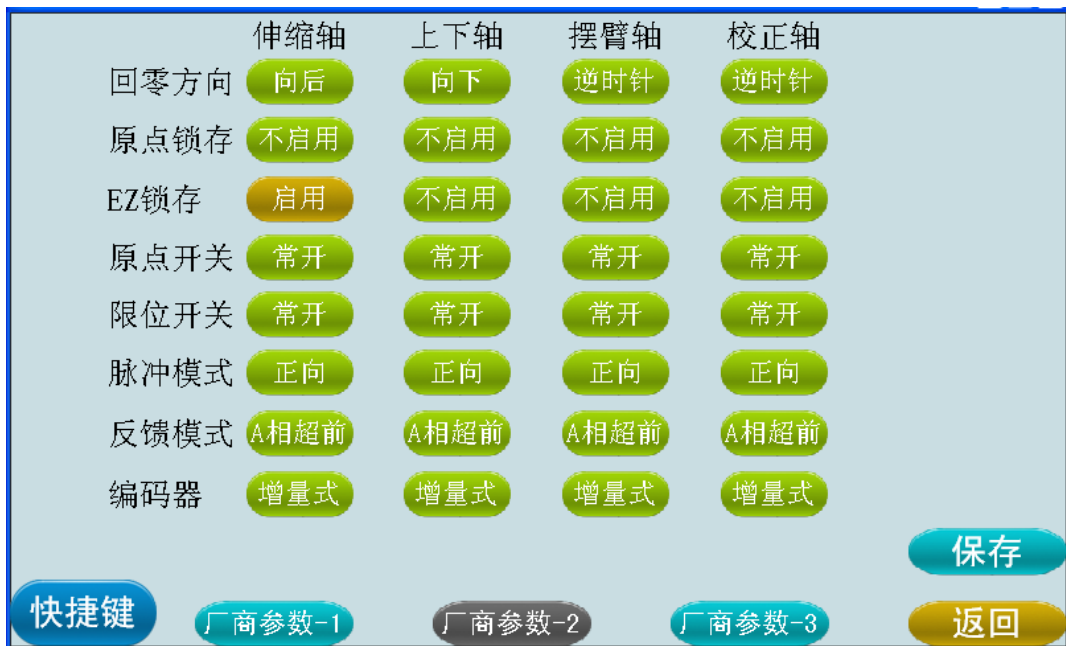 伸缩轴 上下轴 摆臂轴 校正轴
回零方向 向后 向下 逆时针 逆时针
原点锁存 不启用 不启用 不启用 不启用
EZ锁存 启用 不启用 不启用 不启用
原点开关 常开 常开 常开 常开
限位开关 常开 常开 常开 常开
脉冲模式 正向 正向 正向 正向
反馈模式 A相超前 A相超前 A相超前 A相超前
编码器 增量式 增量式 增量式 增量式
保存
快捷键 厂商参数-1 厂商参数-2 厂商参数-3 返回